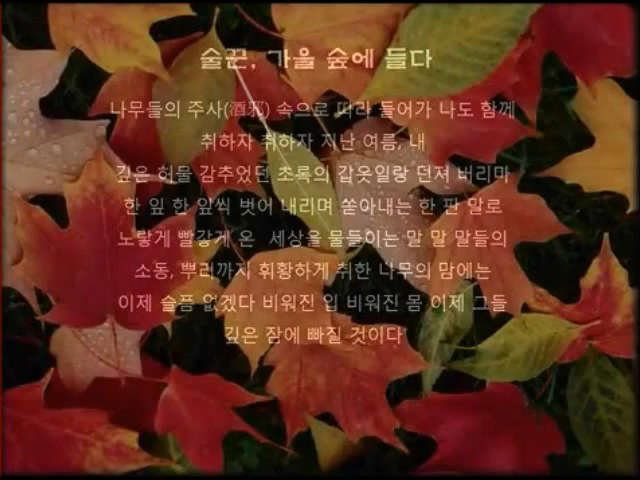 술꾼, 가을 숲에 들다
나무들의 주사(酒邪) 속으로 따라 들어가 나도 함께
취하자 취하자 지난 여름, 내
깊은 허물 감추었던 초록의 갑옷일랑 던져 버리마
한 잎 한 앞씩 벗어 내리며 쏟아내는 한 판 말로
노랗게 빨갛게 온 세상을 물들이는 말 말 말들의
소동, 뿌리까지 휘황하게 취한 나무의 맘에는
이제 슬픔 없겠다 비워진 입 비워진 몸 이제 그들
깊은 잠에 빠질 것이다